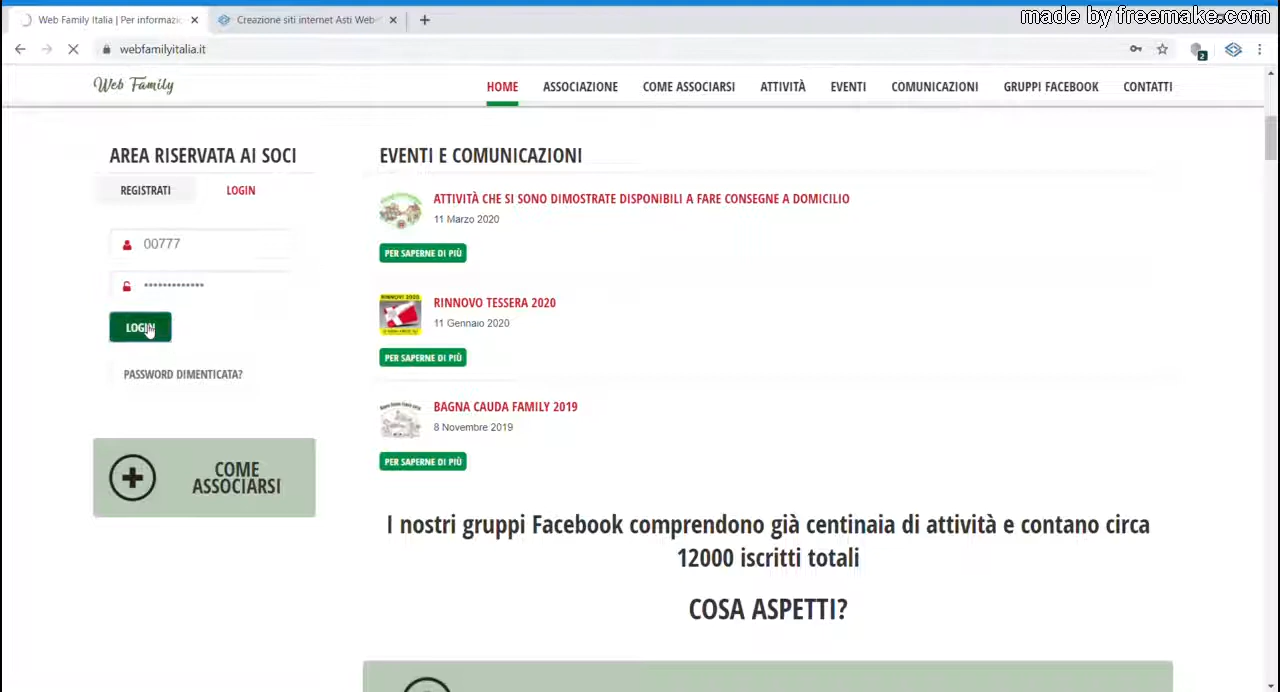 made by freemake.com
Web Family Italia | Per informazi
Creazione siti internet Asti Web
webfamilyitalia.it
2
Web Family
HOME
ASSOCIAZIONE
COME ASSOCIARSI
ATTIVITÀ
EVENTI
COMUNICAZIONI
GRUPPI FACEBOOK
CONTATTI
AREA RISERVATA AI SOCI
REGISTRATI
LOGIN
00777
•••••••••••••
LOGIN
PASSWORD DIMENTICATA?
COME
ASSOCIARSI
EVENTI E COMUNICAZIONI
ATTIVITÀ CHE SI SONO DIMOSTRATE DISPONIBILI A FARE CONSEGNE A DOMICILIO
11 Marzo 2020
PER SAPERNE DI PIÙ
RINNOVI 2020
RINNOVO TESSERA 2020
11 Gennaio 2020
PER SAPERNE DI PIÙ
BAGNA CAUDA FAMILY 2019
8 Novembre 2019
PER SAPERNE DI PIÙ
I nostri gruppi Facebook comprendono già centinaia di attività e contano circa
12000 iscritti totali
COSA ASPETTI?